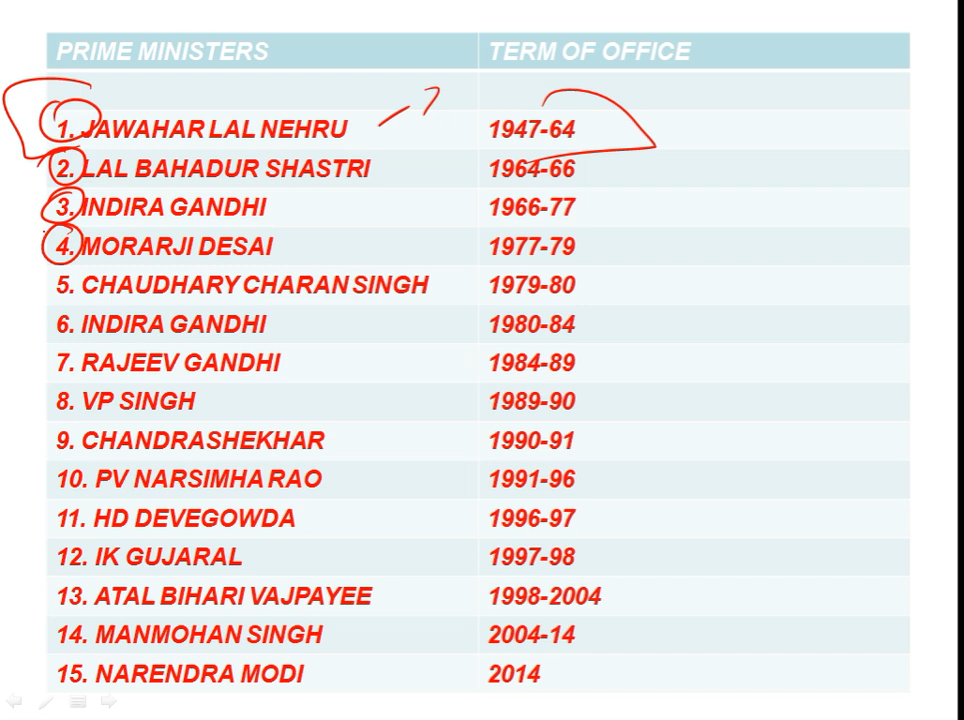 PRIME MINISTERS TERM OF OFFICE
1. JAWAHAR LAL NEHRU 1947-64
2. LAL BAHADUR SHASTRI 1964-66
3. INDIRA GANDHI 1966-77
4. MORARJI DESAI 1977-79
5. CHAUDHARY CHARAN SINGH 1979-80
6. INDIRA GANDHI 1980-84
7. RAJEEV GANDHI 1984-89
8. VP SINGH 1989-90
9. CHANDRASHEKHAR 1990-91
10. PV NARSIMHA RAO 1991-96
11. HD DEVEGOWDA 1996-97
12. IK GUJARAL 1997-98
13. ATAL BIHARI VAJPAYEE 1998-2004
14. MANMOHAN SINGH 2004-14
15. NARENDRA MODI 2014